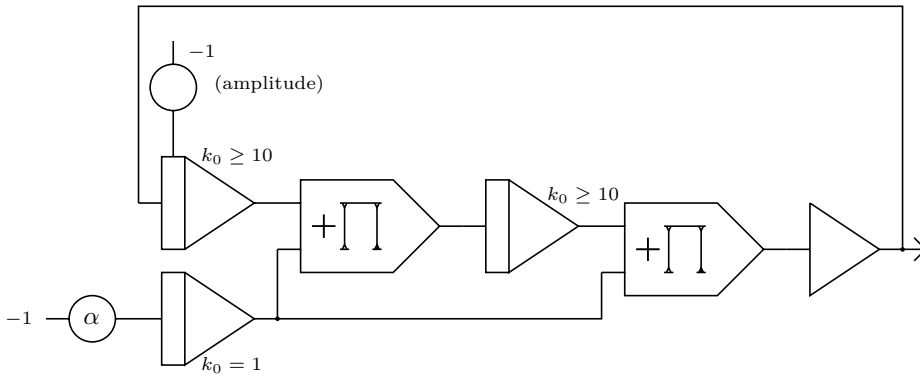 −1
(amplitude)
k₀ ≥ 10
k₀ ≥ 10
+∏
+∏
−1
α
k₀ = 1